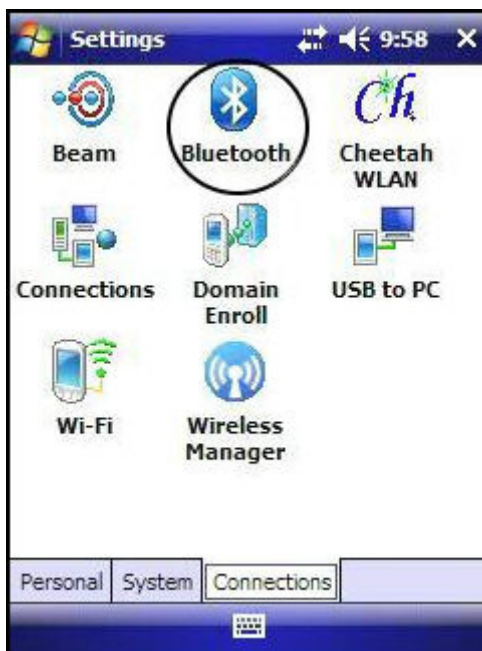 Settings 9:58
Beam Bluetooth Ch Cheetah
WLAN
Connections Domain USB to PC
Enroll
Wi-Fi Wireless
Manager
Personal System Connections